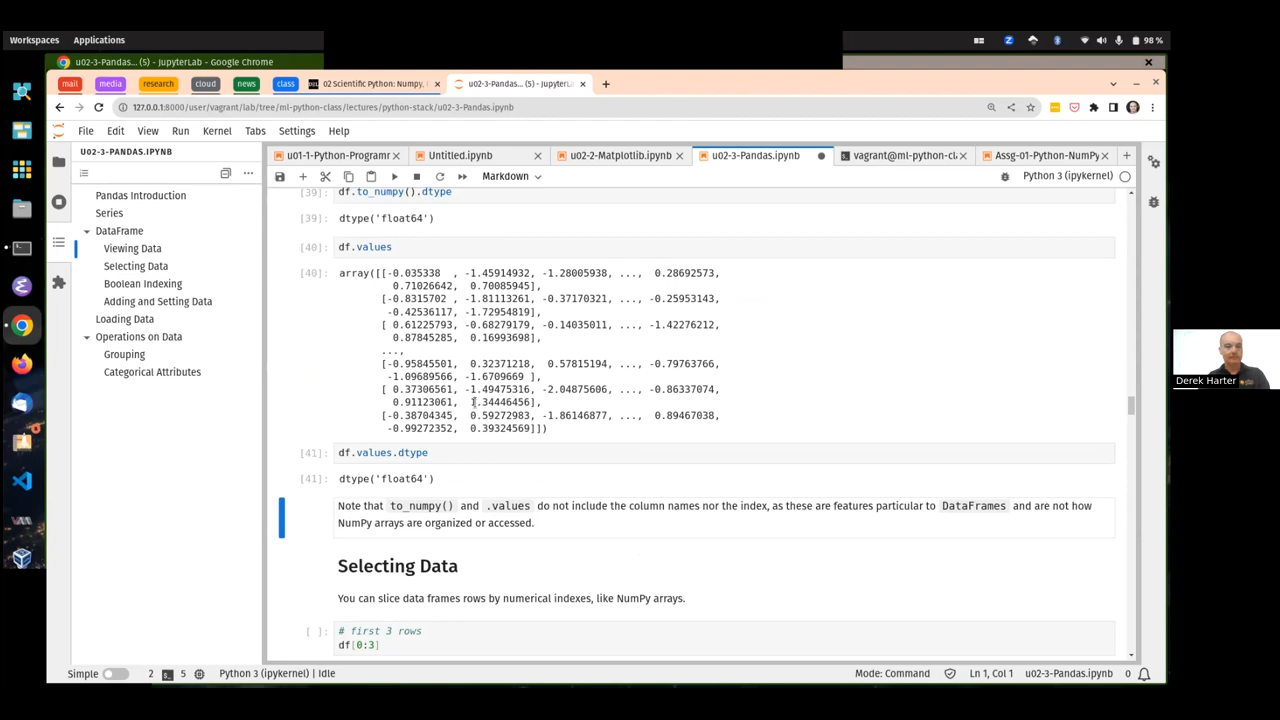 Workspaces Applications
98 %
u02-3-Pandas... (5) - JupyterLab - Google Chrome
mail media research cloud news class 02 Scientific Python: Numpy, u02-3-Pandas... (5) - JupyterL
127.0.0.1:8000/user/vagrant/lab/tree/ml-python-class/lectures/python-stack/u02-3-Pandas.ipynb
File Edit View Run Kernel Tabs Settings Help
U02-3-PANDAS.IPYNB
u01-1-Python-Programr Untitled.ipynb u02-2-Matplotlib.ipynb u02-3-Pandas.ipynb vagrant@ml-python-cl Assg-01-Python-NumPy
Markdown
Python 3 (ipykernel)
Pandas Introduction
Series
DataFrame
Viewing Data
Selecting Data
Boolean Indexing
Adding and Setting Data
Loading Data
Operations on Data
Grouping
Categorical Attributes
[39]: df.to_numpy().dtype
[39]: dtype('float64')
[40]: df.values
[40]: array([[-0.035338  , -1.45914932, -1.28005938, ...,  0.28692573,
0.71026642,  0.70085945],
[-0.8315702 , -1.81113261, -0.37170321, ..., -0.25953143,
-0.42536117, -1.72954819],
[ 0.61225793, -0.68279179, -0.14035011, ..., -1.42276212,
0.87845285,  0.16993698],
...,
[-0.95845501,  0.32371218,  0.57815194, ..., -0.79763766,
-1.09689566, -1.6709669 ],
[ 0.37306561, -1.49475316, -2.04875606, ..., -0.86337074,
0.91123061,  1.34446456],
[-0.38704345,  0.59272983, -1.86146877, ...,  0.89467038,
-0.99272352,  0.39324569]])
[41]: df.values.dtype
[41]: dtype('float64')
Note that to_numpy() and .values do not include the column names nor the index, as these are features particular to DataFrames and are not how
NumPy arrays are organized or accessed.
Selecting Data
You can slice data frames rows by numerical indexes, like NumPy arrays.
[ ]: # first 3 rows
df[0:3]
Simple 2 5 Python 3 (ipykernel) | Idle
Mode: Command Ln 1, Col 1 u02-3-Pandas.ipynb 0
Derek Harter